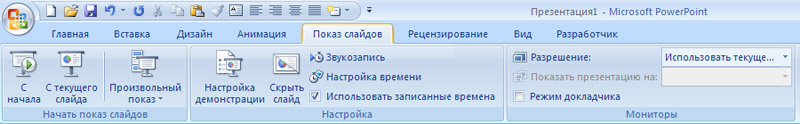 Презентация1 - Microsoft PowerPoint
Главная Вставка Дизайн Анимация Показ слайдов Рецензирование Вид Разработчик
С начала
С текущего слайда
Произвольный показ
Начать показ слайдов
Настройка демонстрации
Скрыть слайд
Звукозапись
Настройка времени
Использовать записанные времена
Настройка
Разрешение: Использовать текуще...
Показать презентацию на:
Режим докладчика
Мониторы